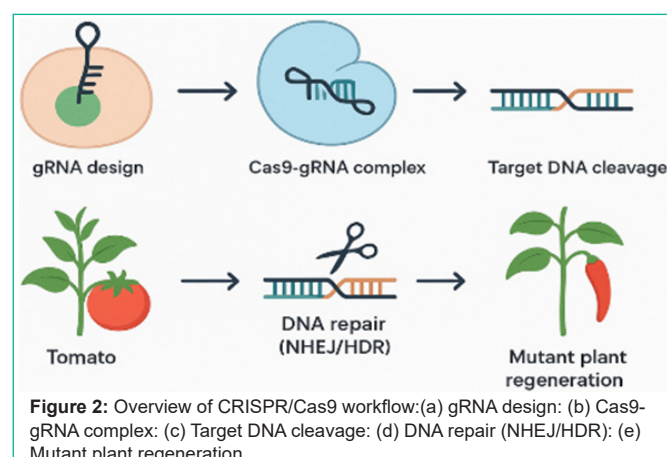 gRNA design
Cas9-gRNA complex
Target DNA cleavage
Tomato
DNA repair
(NHEJ/HDR)
Mutant plant
regeneration
Figure 2: Overview of CRISPR/Cas9 workflow:(a) gRNA design: (b) Cas9-
gRNA complex: (c) Target DNA cleavage: (d) DNA repair (NHEJ/HDR): (e)
Mutant plant regeneration